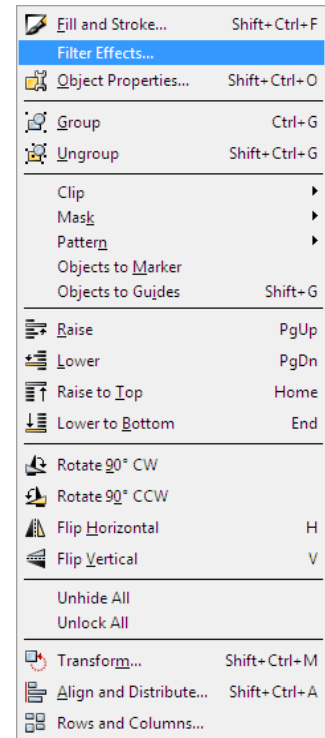 Fill and Stroke... Shift+Ctrl+F
Filter Effects...
Object Properties... Shift+Ctrl+O
Group Ctrl+G
Ungroup Shift+Ctrl+G
Clip
Mask
Pattern
Objects to Marker
Objects to Guides Shift+G
Raise PgUp
Lower PgDn
Raise to Top Home
Lower to Bottom End
Rotate 90° CW
Rotate 90° CCW
Flip Horizontal H
Flip Vertical V
Unhide All
Unlock All
Transform... Shift+Ctrl+M
Align and Distribute... Shift+Ctrl+A
Rows and Columns...